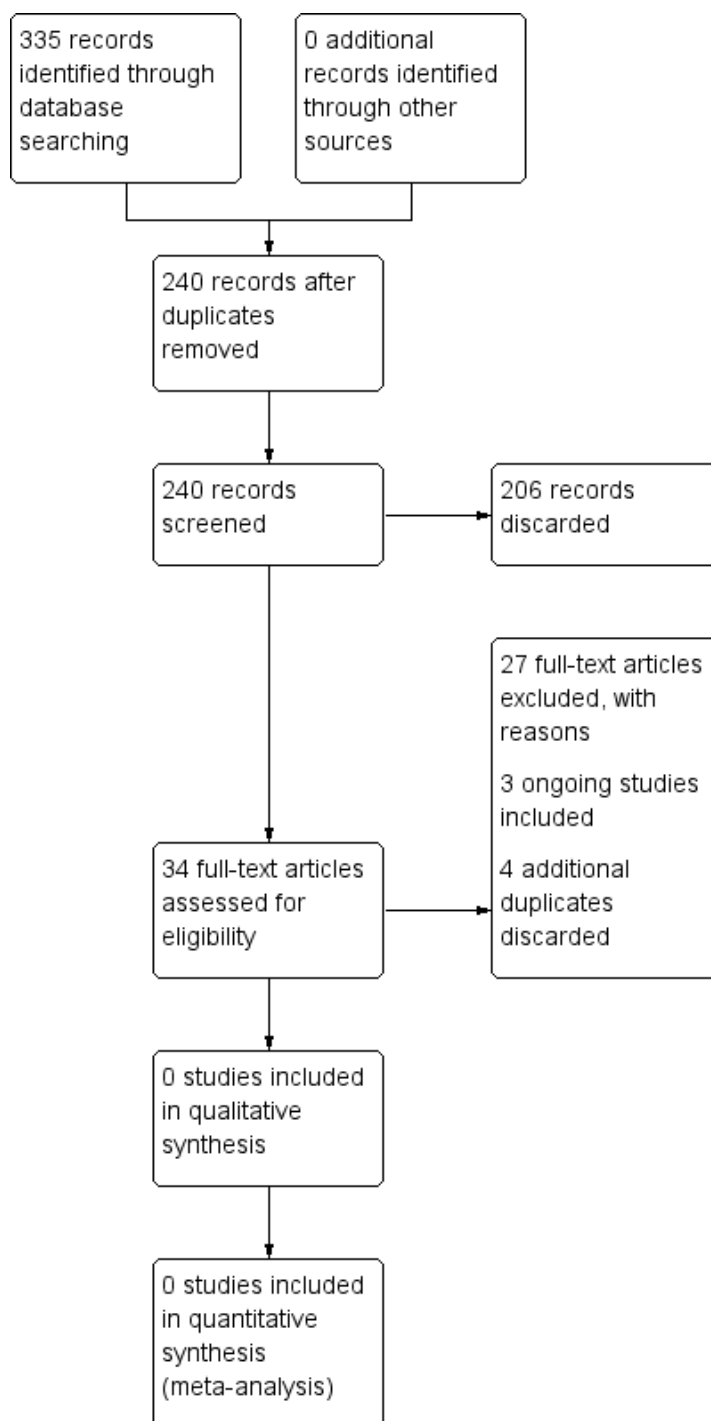 335 records
identified through
database
searching
0 additional
records identified
through other
sources
240 records after
duplicates
removed
240 records
screened
206 records
discarded
27 full-text articles
excluded, with
reasons
3 ongoing studies
included
4 additional
duplicates
discarded
34 full-text articles
assessed for
eligibility
0 studies included
in qualitative
synthesis
0 studies included
in quantitative
synthesis
(meta-analysis)